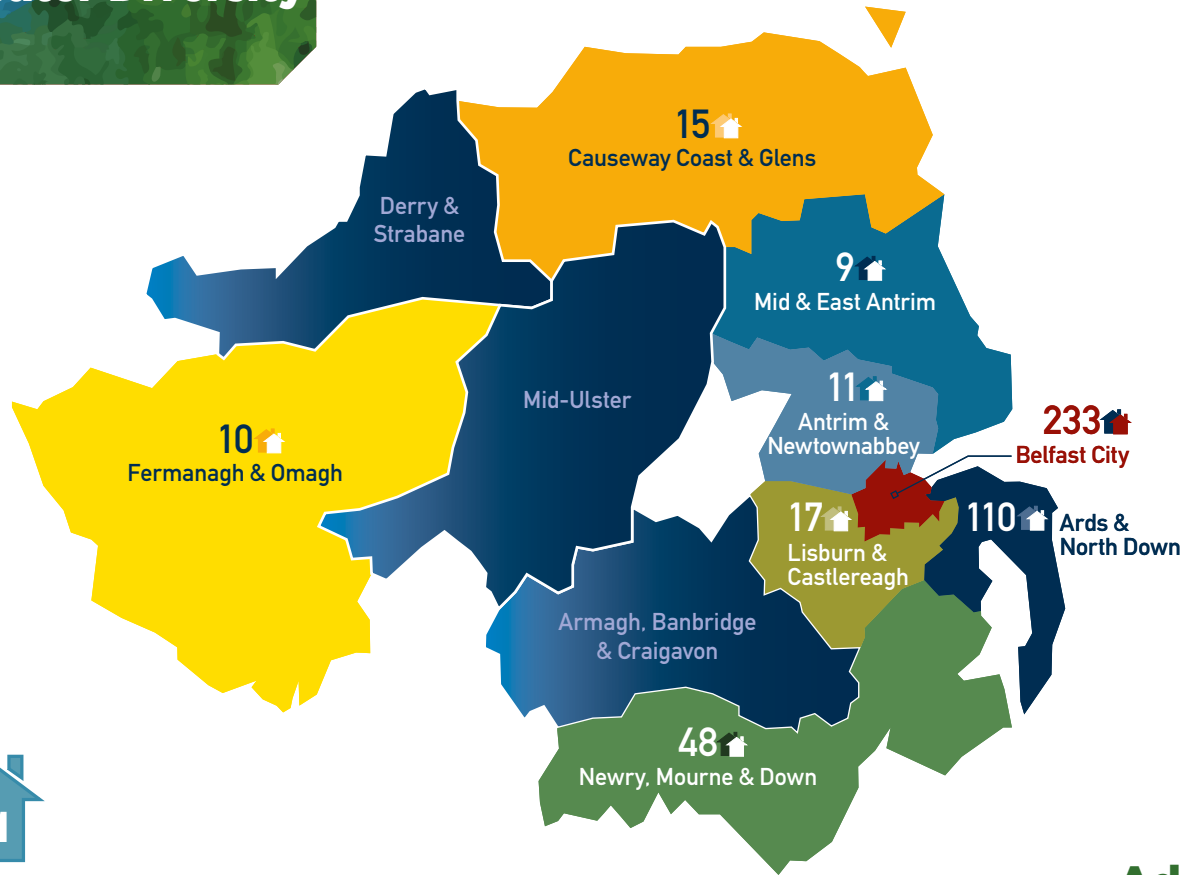 Diversity
15
Causeway Coast & Glens
Derry &
Strabane
9
Mid & East Antrim
Mid-Ulster
11
Antrim &
Newtownabbey
233
Belfast City
10
Fermanagh & Omagh
17
Lisburn &
Castlereagh
110
Ards &
North Down
Armagh, Banbridge
& Craigavon
48
Newry, Mourne & Down